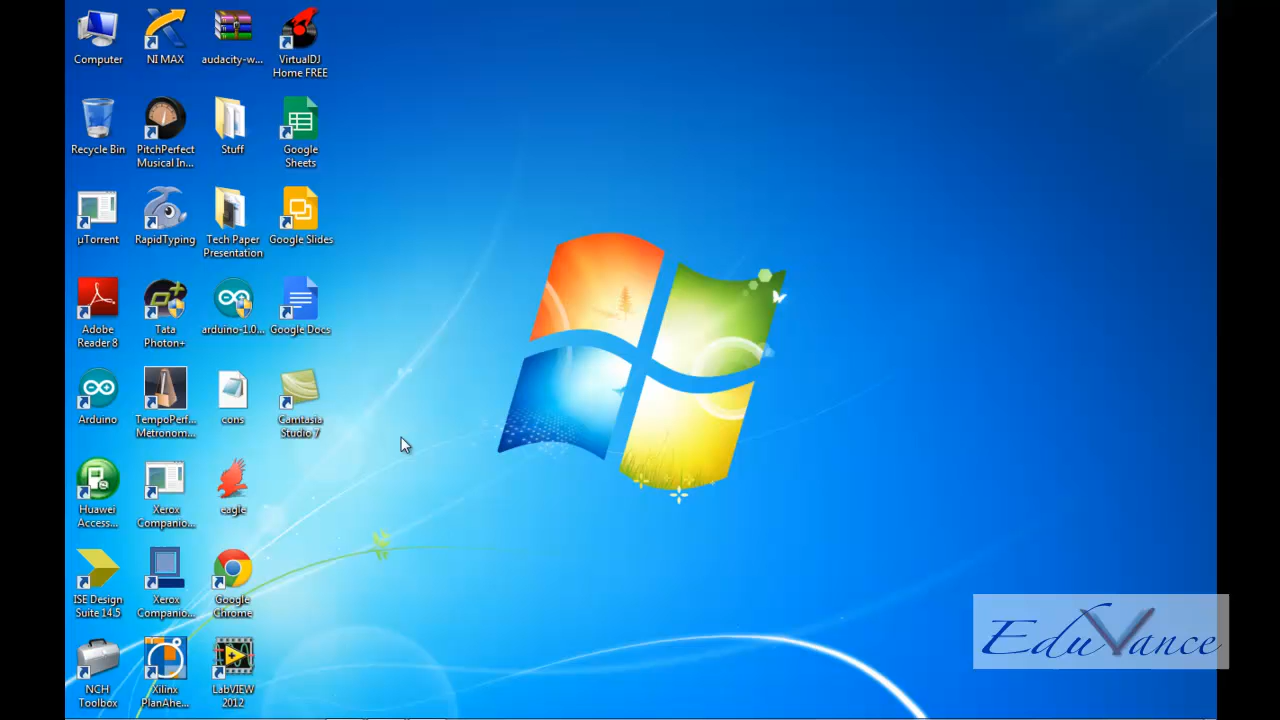 Computer
NI MAX
audacity-w...
VirtualDJ
Home FREE
Recycle Bin
PitchPerfect
Musical In...
Stuff
Google
Sheets
µTorrent
RapidTyping
Tech Paper
Presentation
Google Slides
Adobe
Reader 8
Tata
Photon+
arduino-1.0...
Google Docs
Arduino
TempoPerf...
Metronom...
cons
Camtasia
Studio 7
Huawei
Access...
Xerox
Companio...
eagle
ISE Design
Suite 14.5
Xerox
Companio...
Google
Chrome
NCH
Toolbox
Xilinx
PlanAhe...
LabVIEW
2012
EduVance